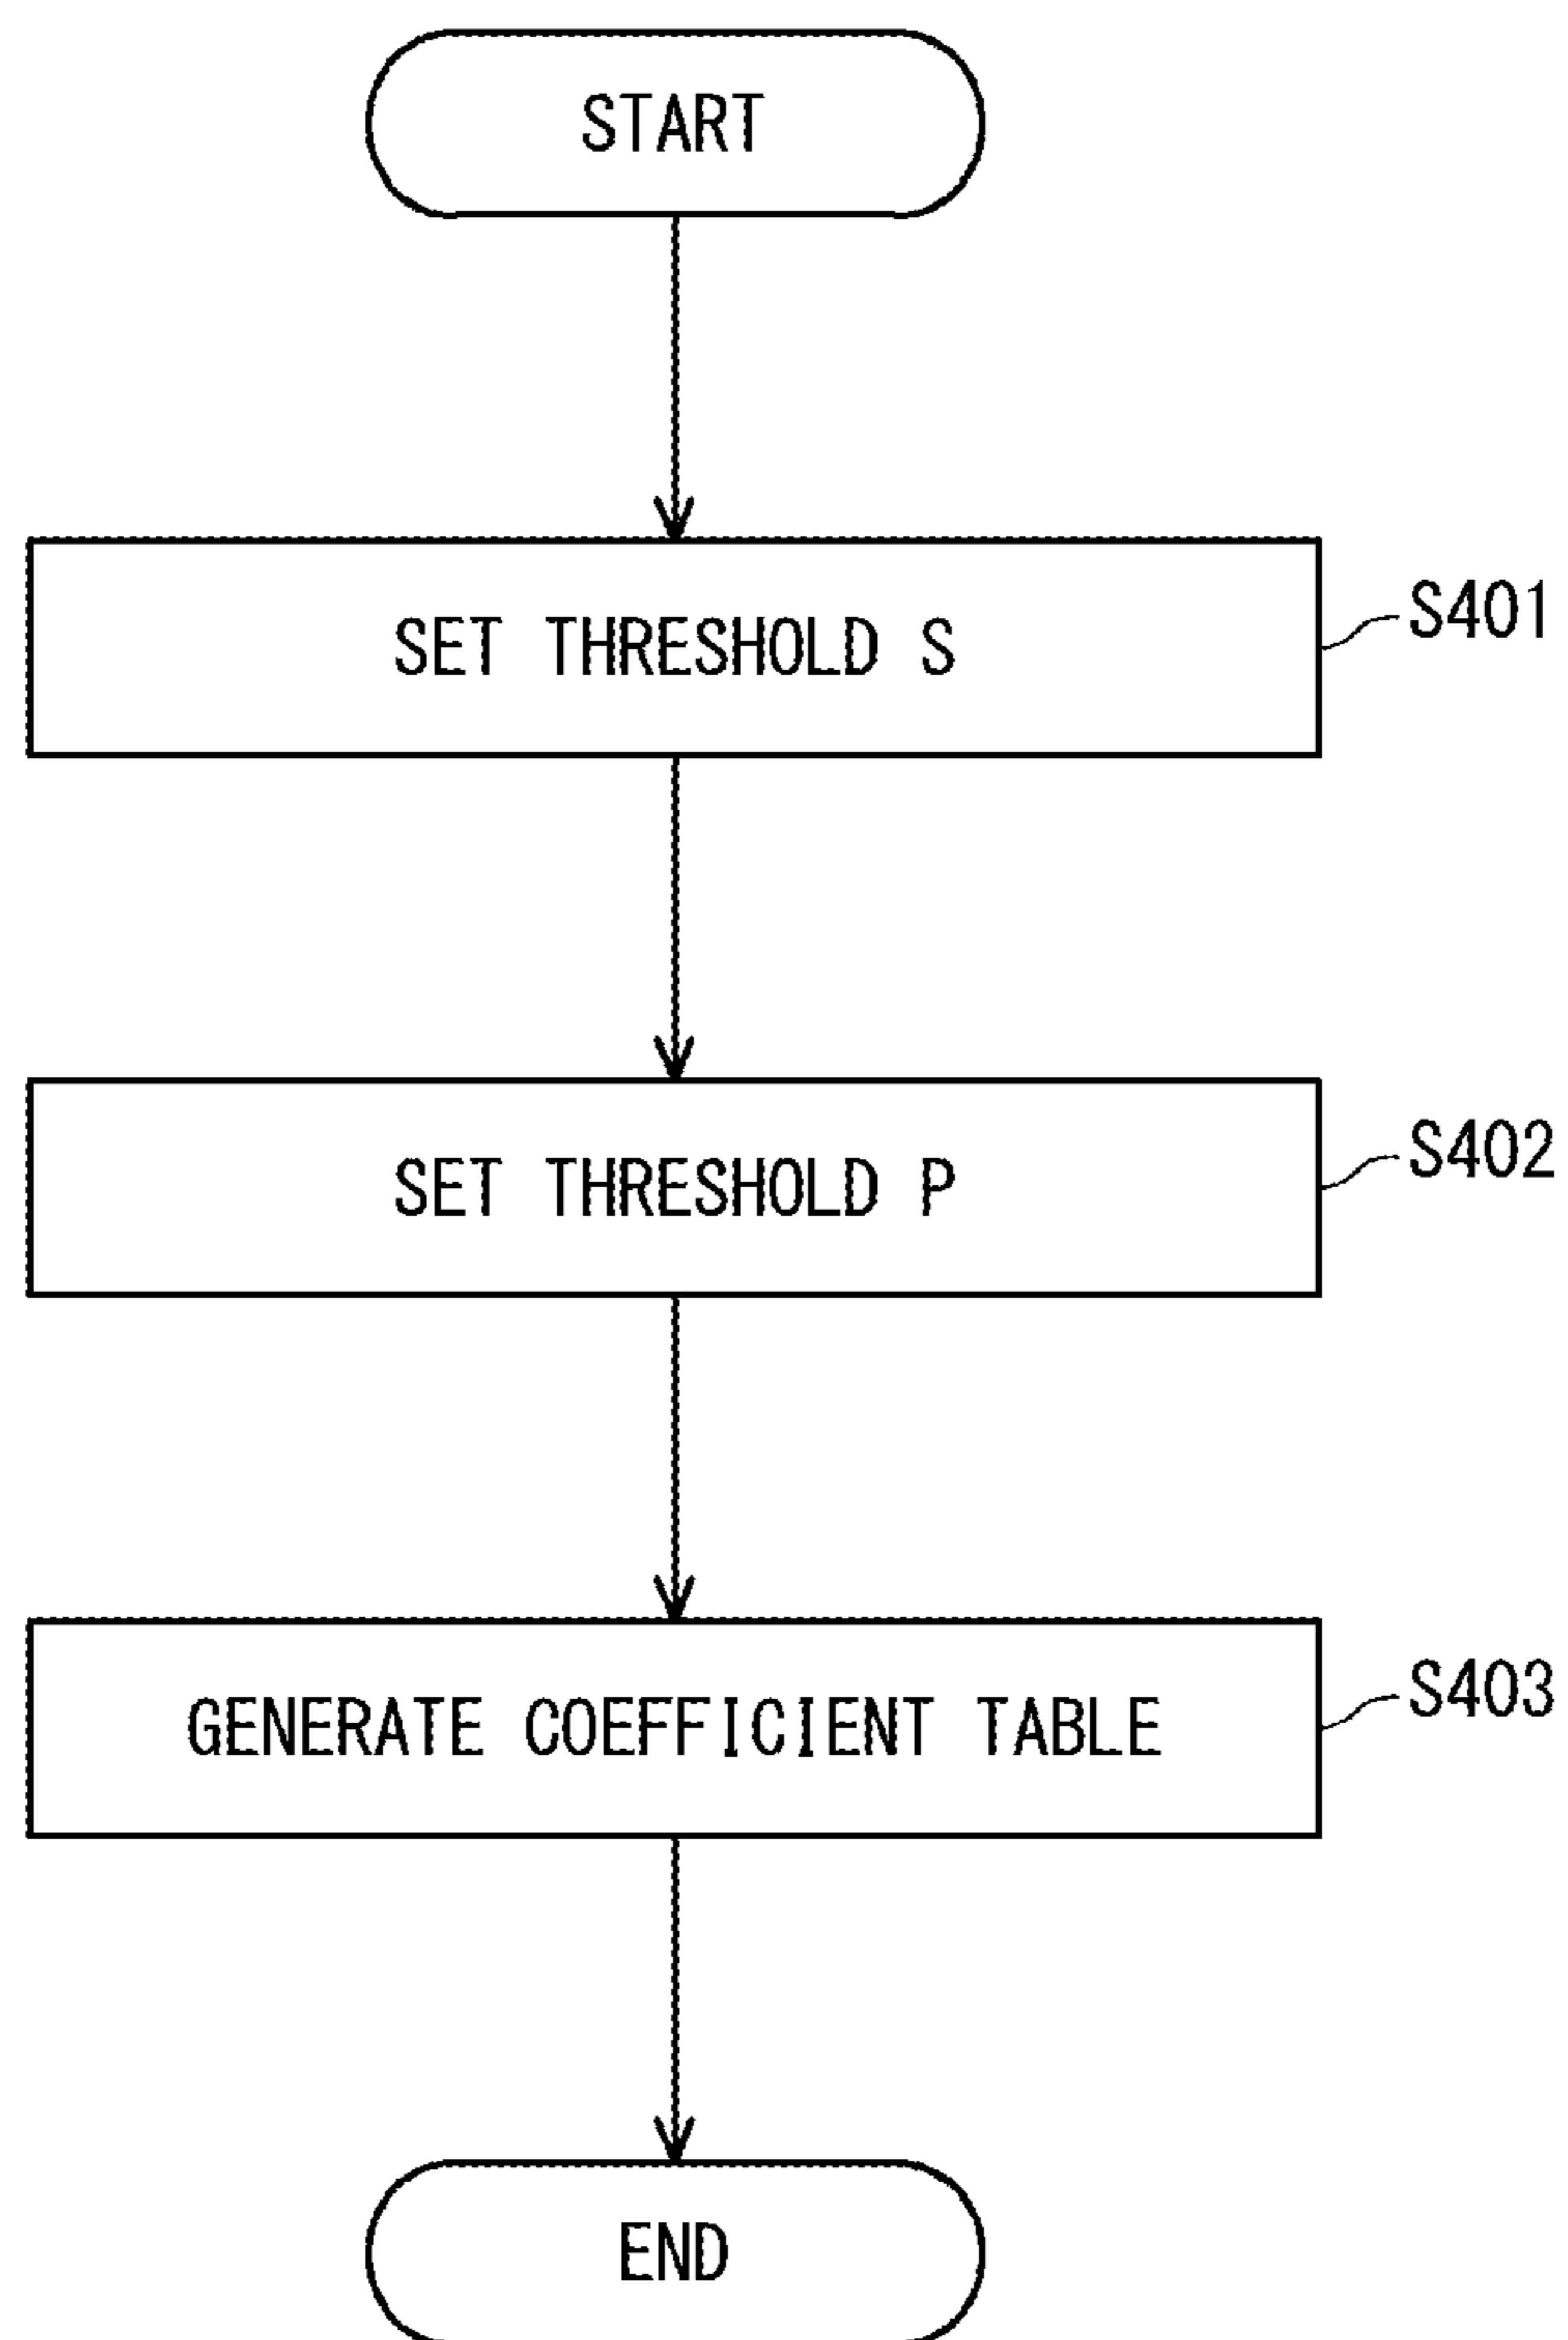 START
SET THRESHOLD S
S401
SET THRESHOLD P
S402
GENERATE COEFFICIENT TABLE
S403
END